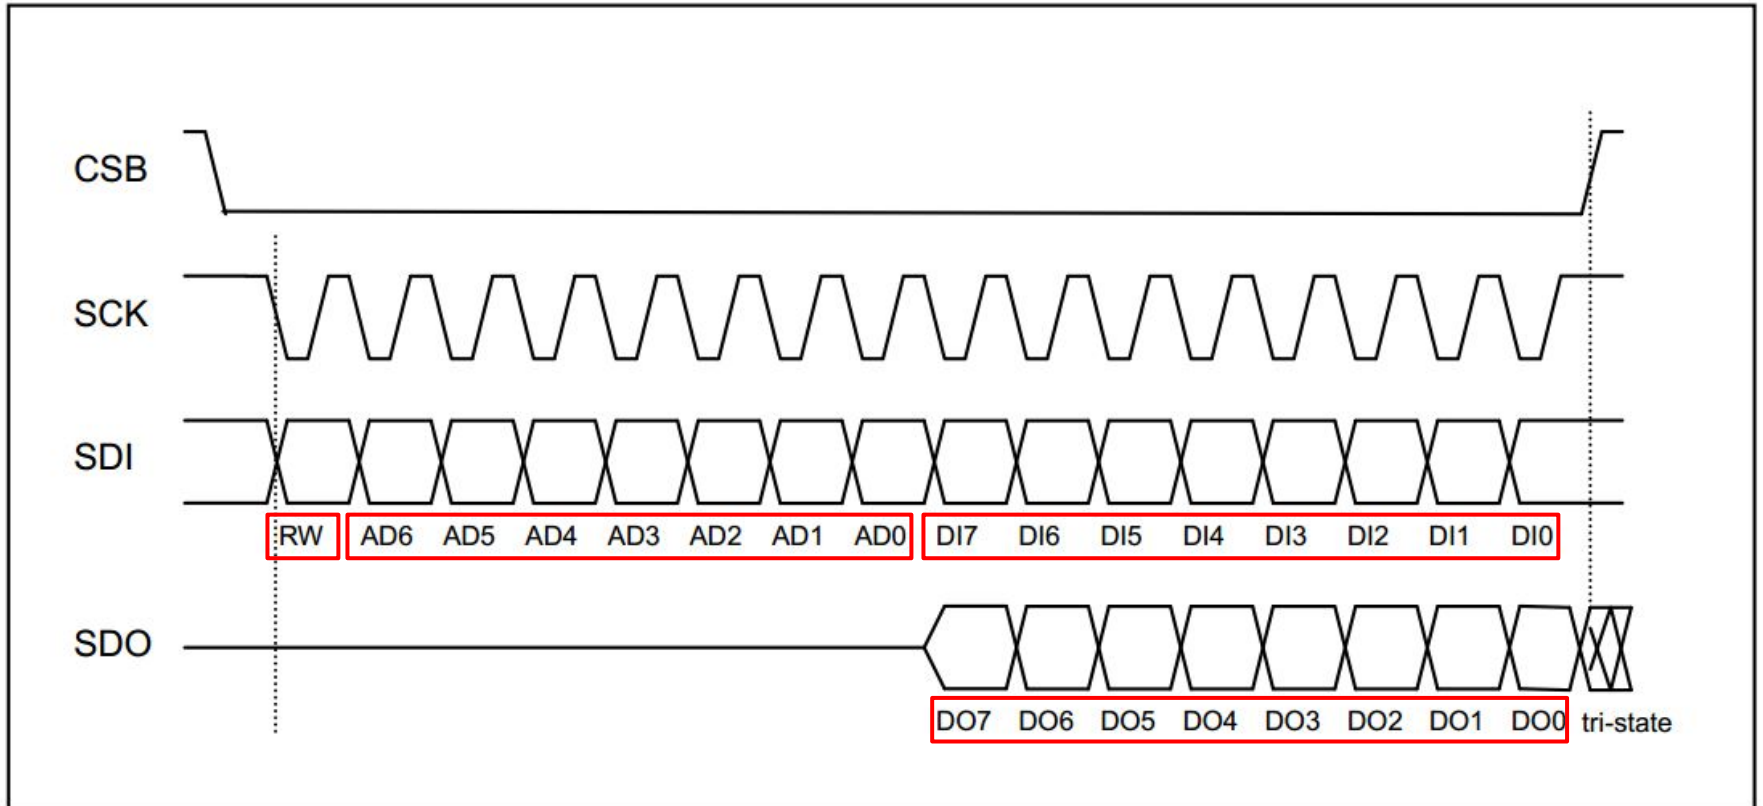 CSB
SCK
SDI
RW AD6 AD5 AD4 AD3 AD2 AD1 AD0 DI7 DI6 DI5 DI4 DI3 DI2 DI1 DI0
SDO
DO7 DO6 DO5 DO4 DO3 DO2 DO1 DO0 tri-state